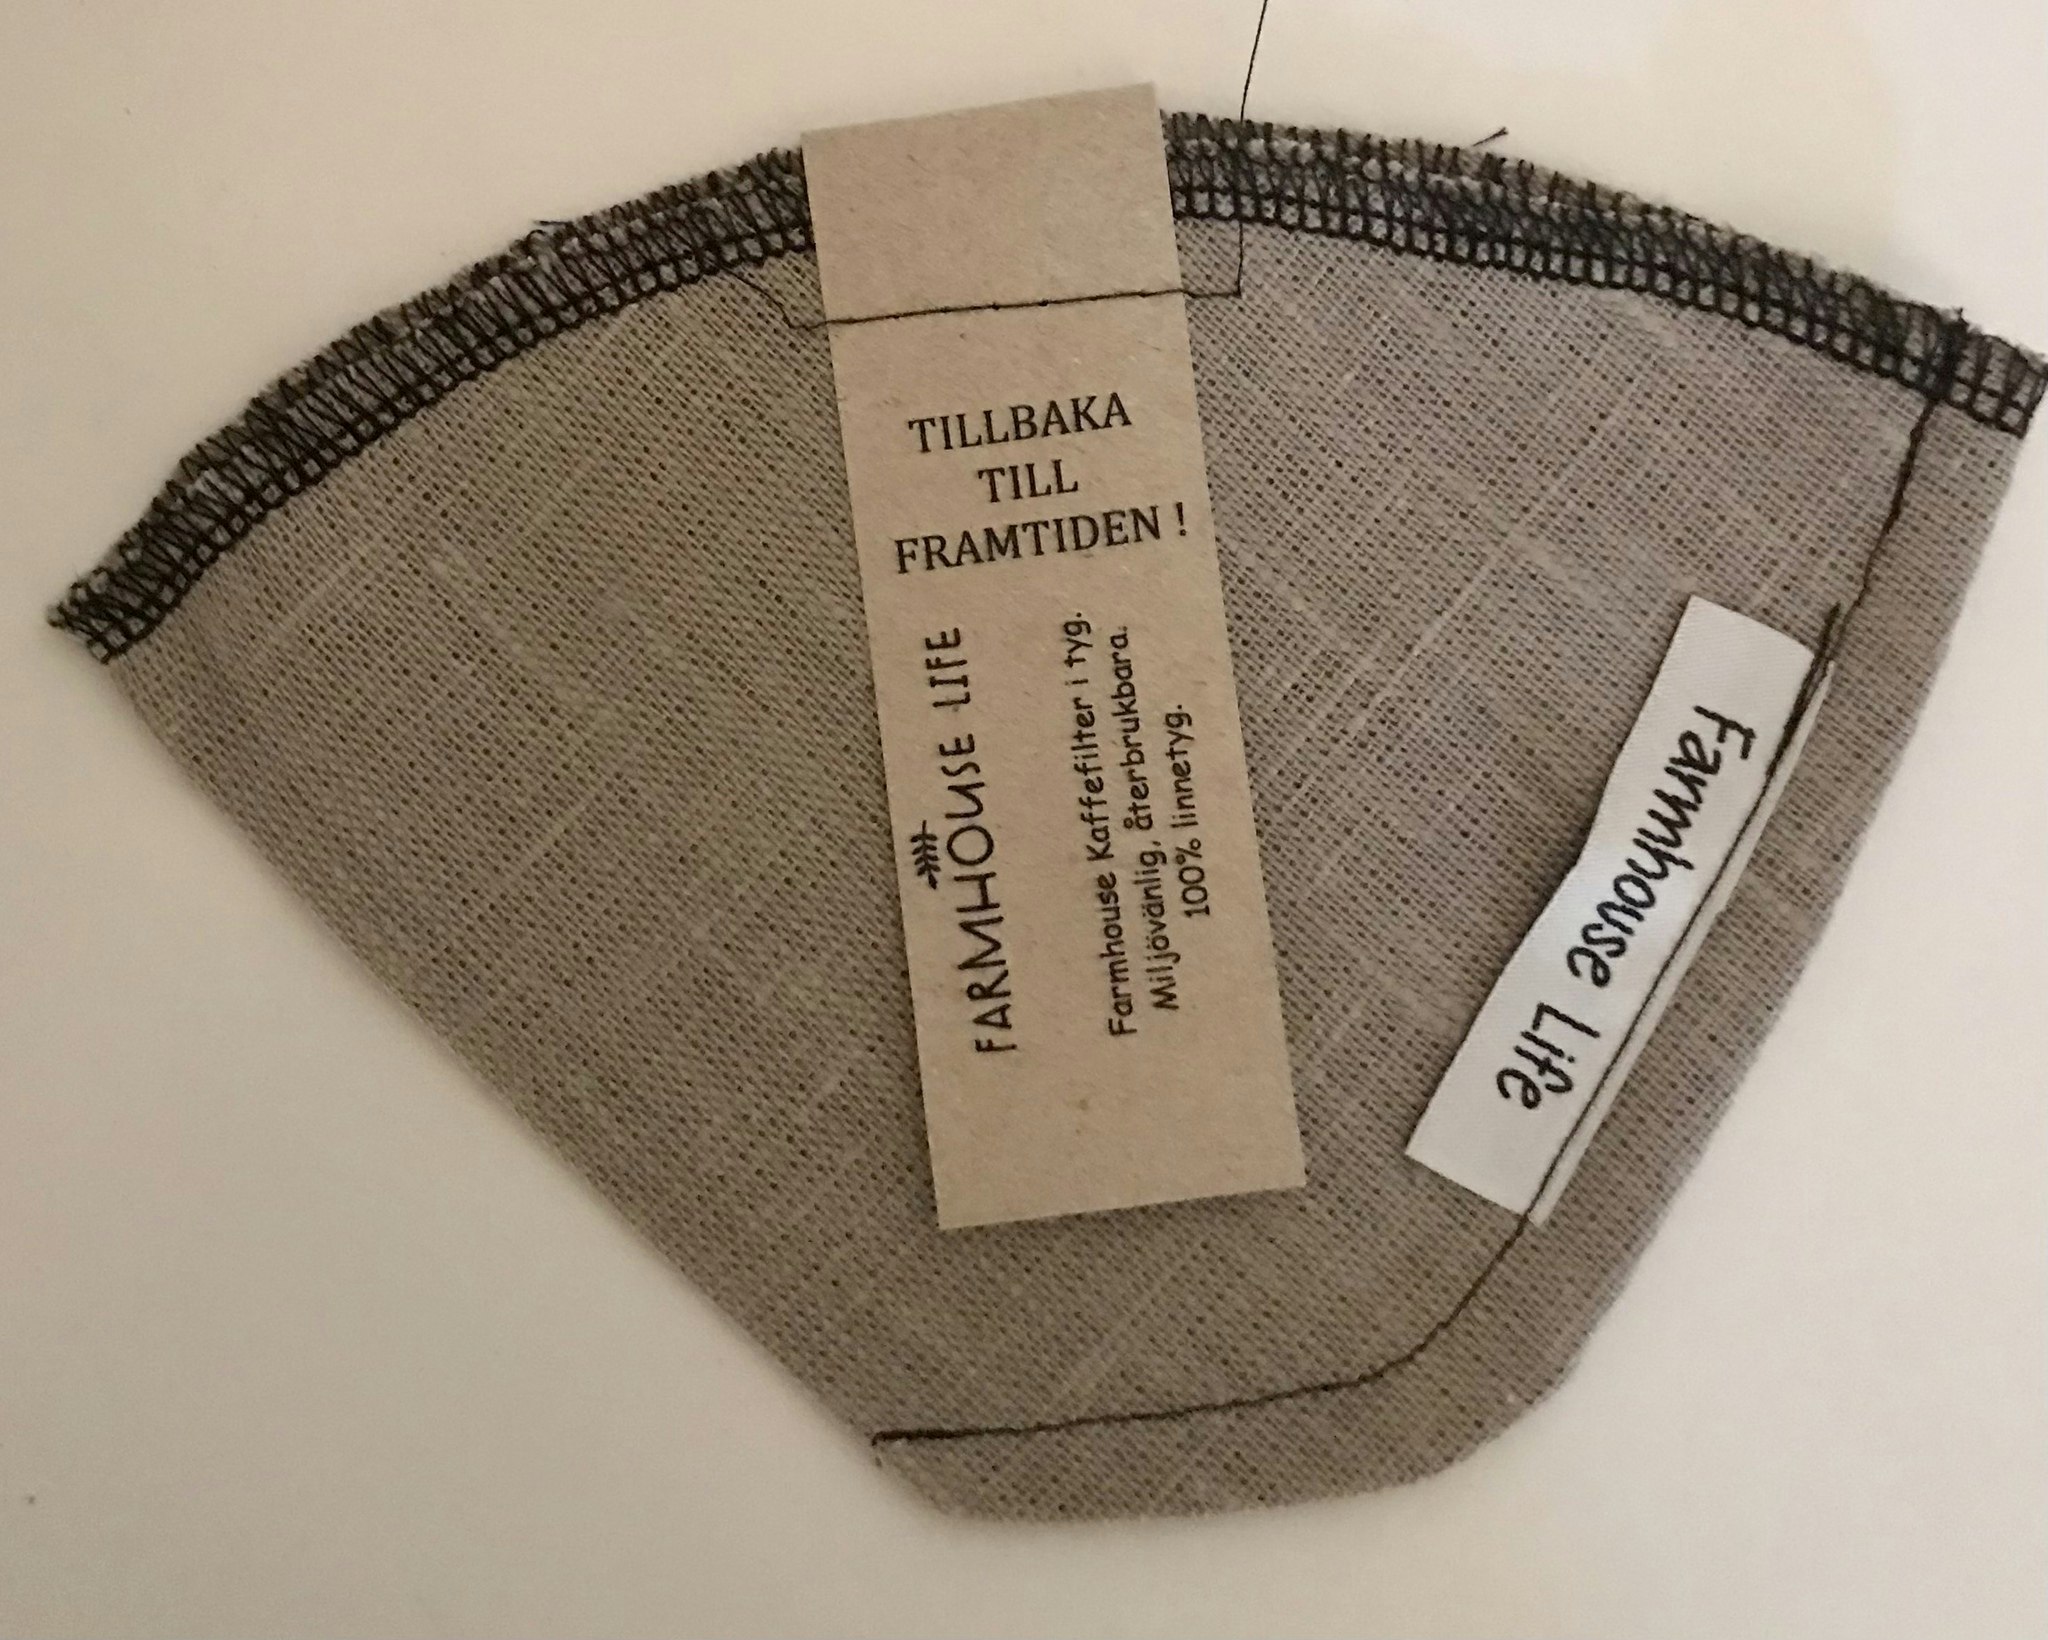 TILLBAKA
TILL
FRAMTIDEN !
FARMHOUSE LIFE
Farmhouse Kaffefilter i tyg.
Miljövänlig, återbrukbara.
100% linnetyg.
Farmhouse Life